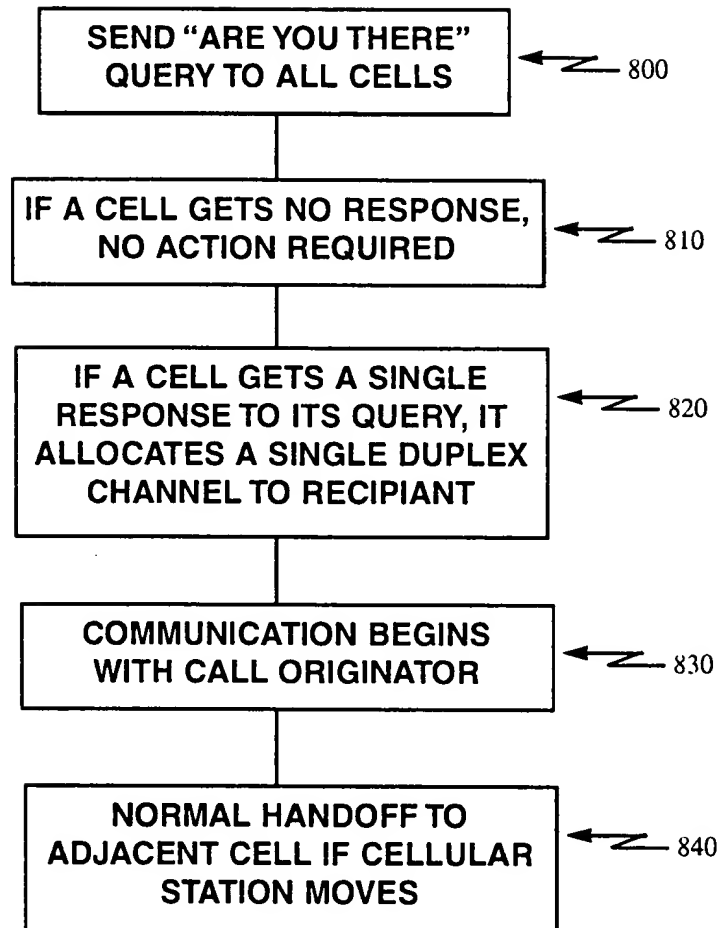 SEND “ARE YOU THERE”
QUERY TO ALL CELLS
800
IF A CELL GETS NO RESPONSE,
NO ACTION REQUIRED
810
IF A CELL GETS A SINGLE
RESPONSE TO ITS QUERY, IT
ALLOCATES A SINGLE DUPLEX
CHANNEL TO RECIPIANT
820
COMMUNICATION BEGINS
WITH CALL ORIGINATOR
830
NORMAL HANDOFF TO
ADJACENT CELL IF CELLULAR
STATION MOVES
840